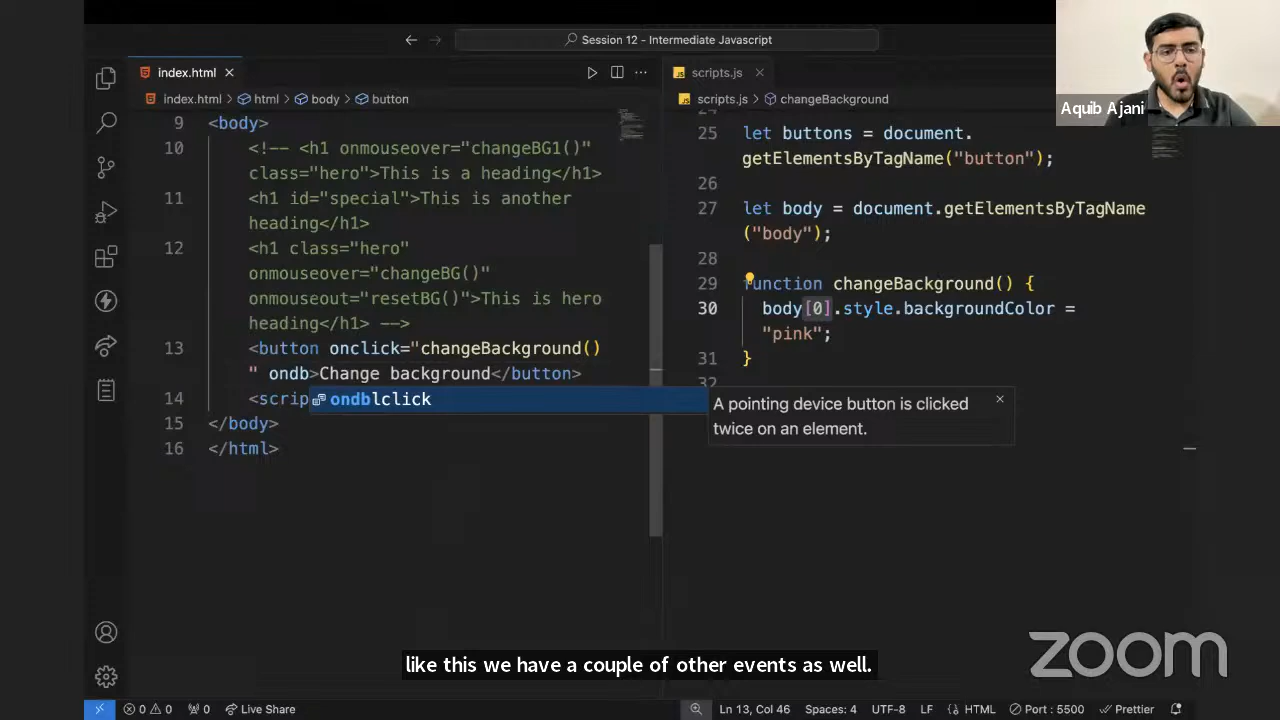 Session 12 - Intermediate Javascript
index.html
index.html > html > body > button
9 <body>
10 <!-- <h1 onmouseover="changeBG1()"
class="hero">This is a heading</h1>
11 <h1 id="special">This is another
heading</h1>
12 <h1 class="hero"
onmouseover="changeBG()"
onmouseout="resetBG()">This is hero
heading</h1> -->
13 <button onclick="changeBackground()
" ondb>Change background</button>
14 <scrip
ondblclick
15 </body>
16 </html>
A pointing device button is clicked
twice on an element.
JS scripts.js
JS scripts.js > changeBackground
24
25 let buttons = document.
getElementsByTagName("button");
26
27 let body = document.getElementsByTagName
("body");
28
29 function changeBackground() {
30 body[0].style.backgroundColor =
"pink";
31 }
32
Aquib Ajani
like this we have a couple of other events as well.
zoom
0 0 0 Live Share
Ln 13, Col 46 Spaces: 4 UTF-8 LF HTML Port : 5500 Prettier